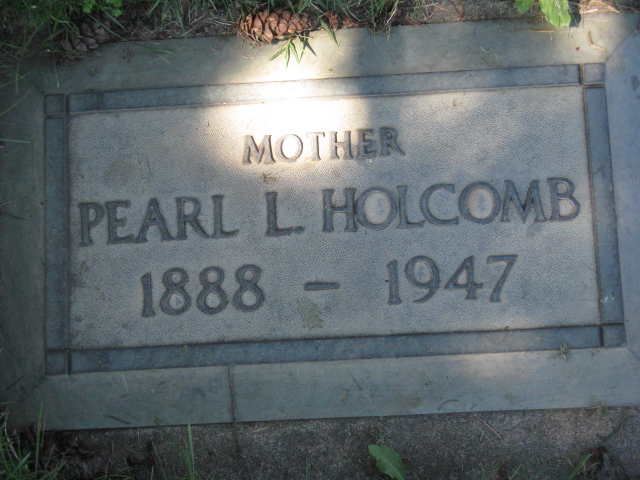 MOTHER
PEARL L. HOLCOMB
1888 – 1947